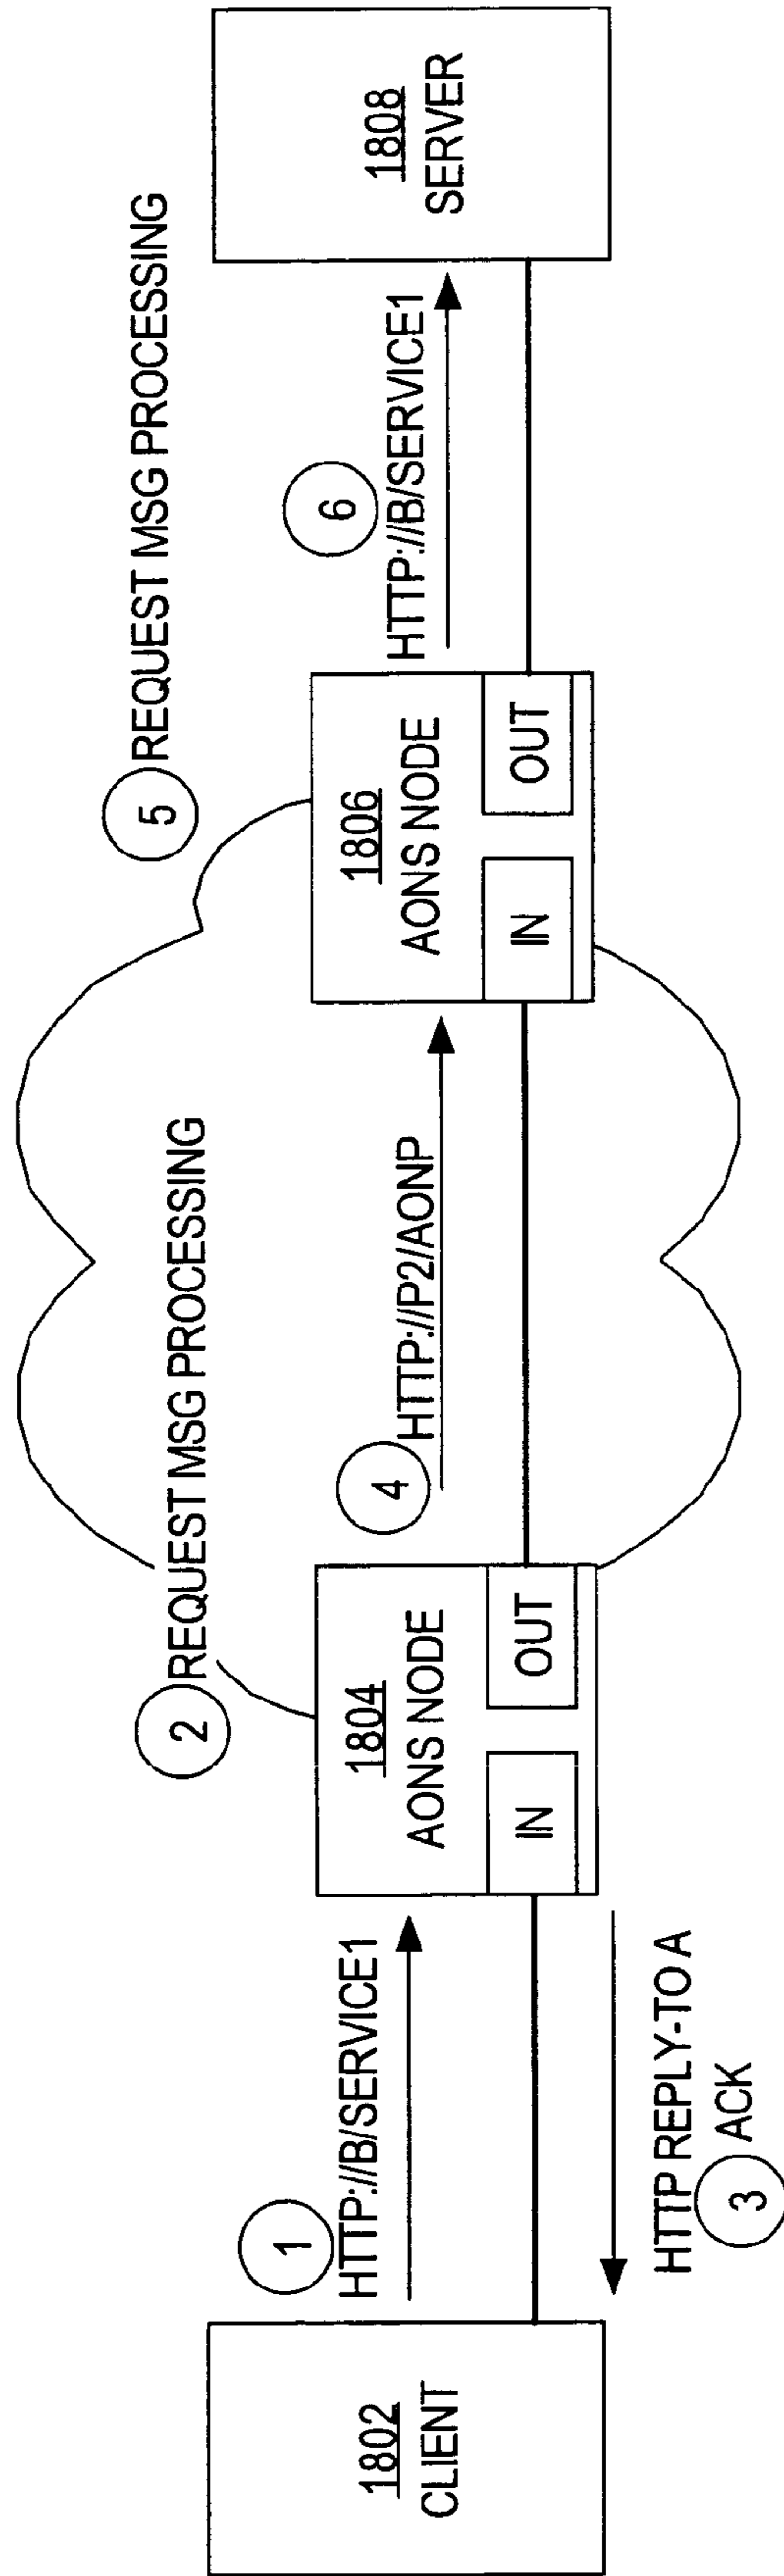 1802
CLIENT
1
HTTP://B/SERVICE1
HTTP REPLY-TO A
3 ACK
2 REQUEST MSG PROCESSING
1804
AONS NODE
IN
OUT
4
HTTP://P2/AONP
5 REQUEST MSG PROCESSING
1806
AONS NODE
IN
OUT
6
HTTP://B/SERVICE1
1808
SERVER